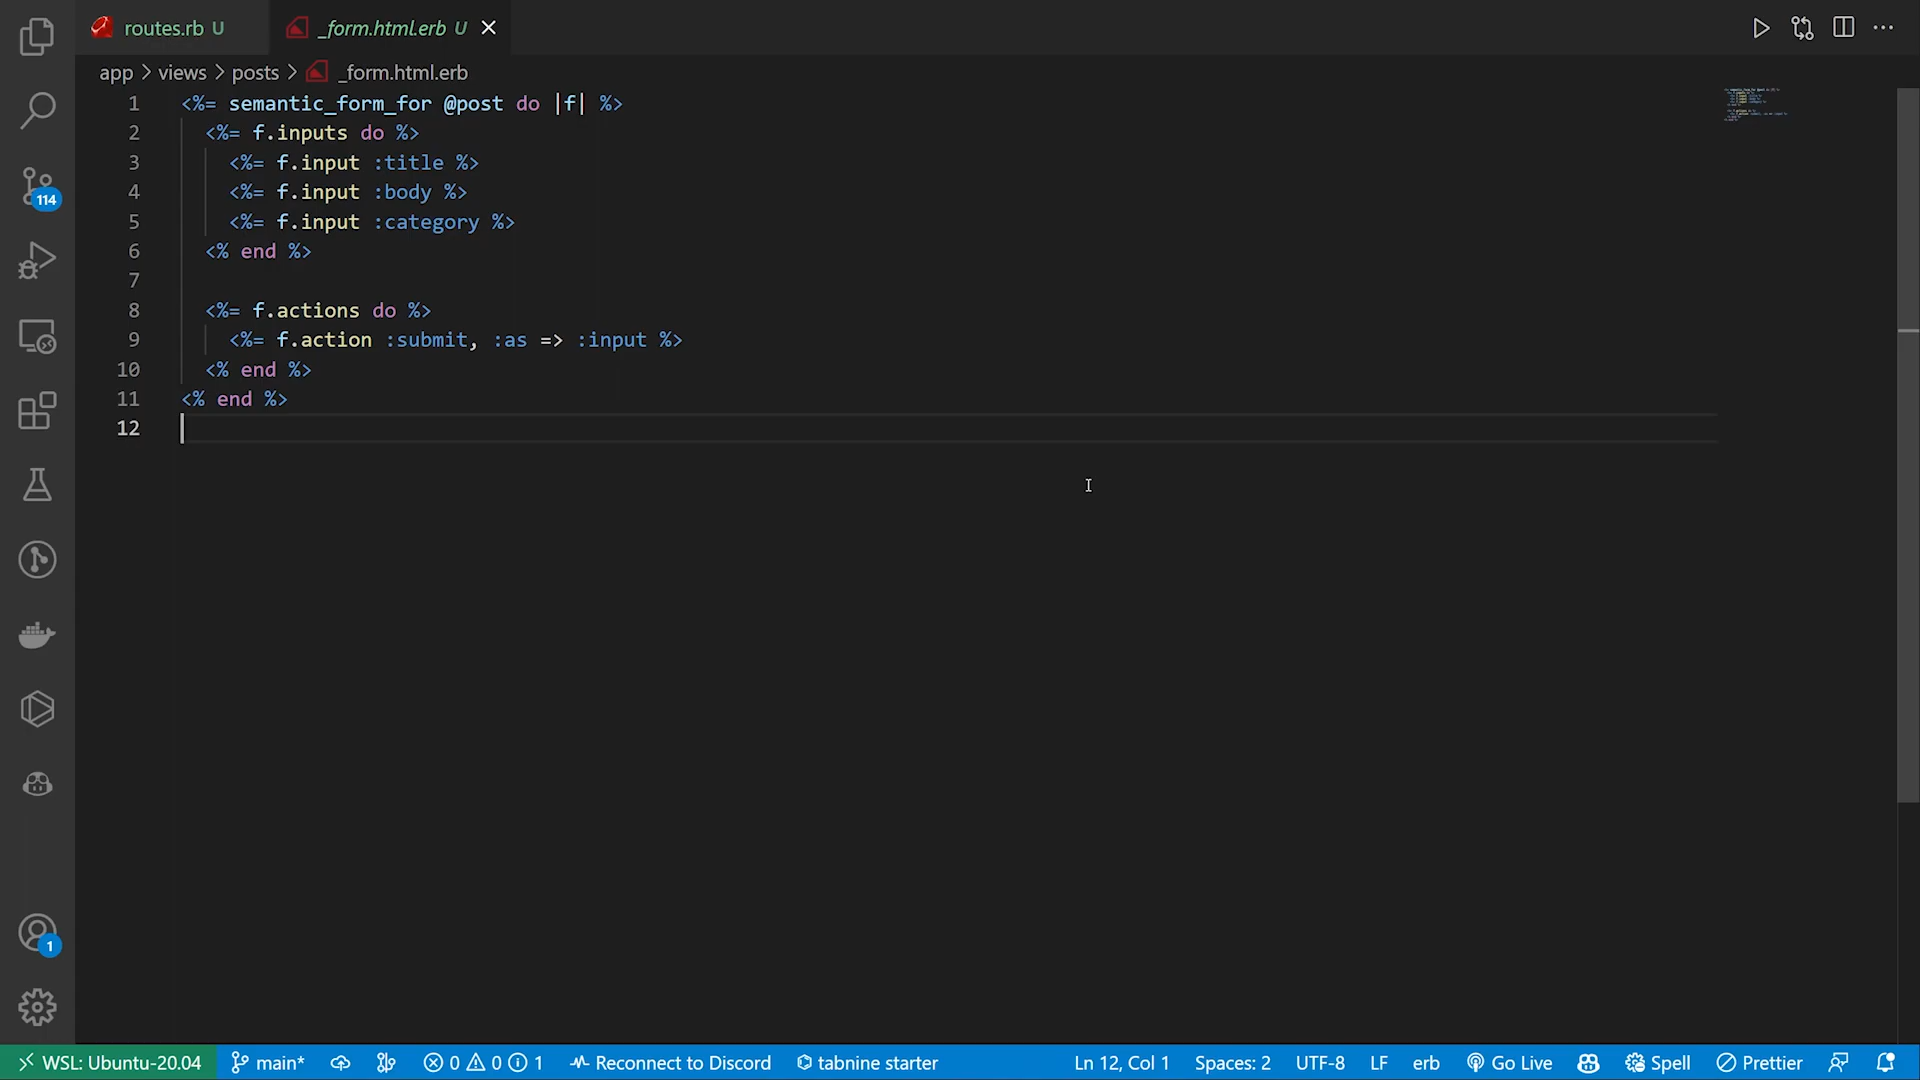 routes.rb U
_form.html.erb U
app > views > posts > _form.html.erb
1 <%= semantic_form_for @post do |f| %>
2 <%= f.inputs do %>
3 <%= f.input :title %>
4 <%= f.input :body %>
5 <%= f.input :category %>
6 <% end %>
7
8 <%= f.actions do %>
9 <%= f.action :submit, :as => :input %>
10 <% end %>
11 <% end %>
12
114
1
WSL: Ubuntu-20.04 main* 0 0 1 Reconnect to Discord tabnine starter Ln 12, Col 1 Spaces: 2 UTF-8 LF erb Go Live Spell Prettier